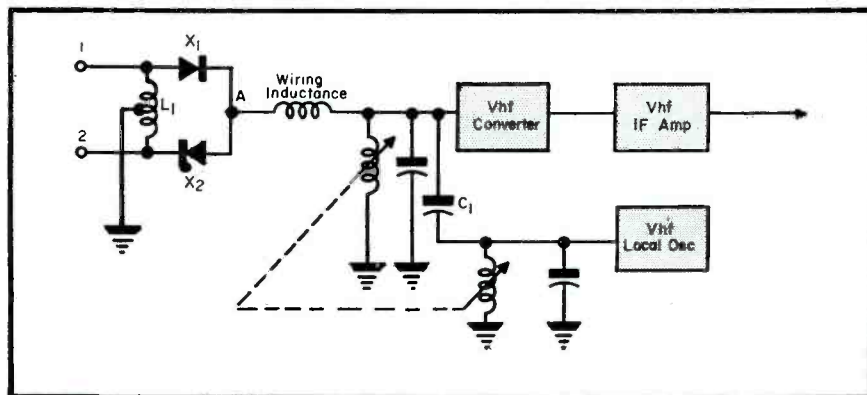 1
X1
Wiring
Inductance
A
L1
2
X2
C1
Vhf
Converter
Vhf
IF Amp
Vhf
Local Osc